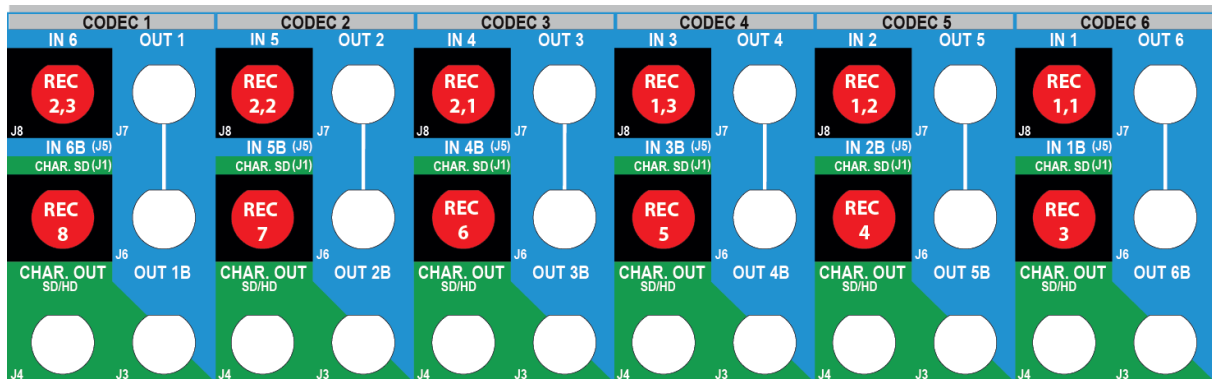 CODEC 1 CODEC 2 CODEC 3 CODEC 4 CODEC 5 CODEC 6
IN 6 OUT 1 IN 5 OUT 2 IN 4 OUT 3 IN 3 OUT 4 IN 2 OUT 5 IN 1 OUT 6
REC REC REC REC REC REC
2,3 2,2 2,1 1,3 1,2 1,1
J8 J7 J8 J7 J8 J7 J8 J7 J8 J7 J8 J7
IN 6B (J5) IN 5B (J5) IN 4B (J5) IN 3B (J5) IN 2B (J5) IN 1B (J5)
CHAR. SD (J1) CHAR. SD (J1) CHAR. SD (J1) CHAR. SD (J1) CHAR. SD (J1) CHAR. SD (J1)
REC REC REC REC REC REC
8 7 6 5 4 3
J6 J6 J6 J6 J6 J6
CHAR. OUT OUT 1B CHAR. OUT OUT 2B CHAR. OUT OUT 3B CHAR. OUT OUT 4B CHAR. OUT OUT 5B CHAR. OUT OUT 6B
SD/HD SD/HD SD/HD SD/HD SD/HD SD/HD
J4 J3 J4 J3 J4 J3 J4 J3 J4 J3 J4 J3